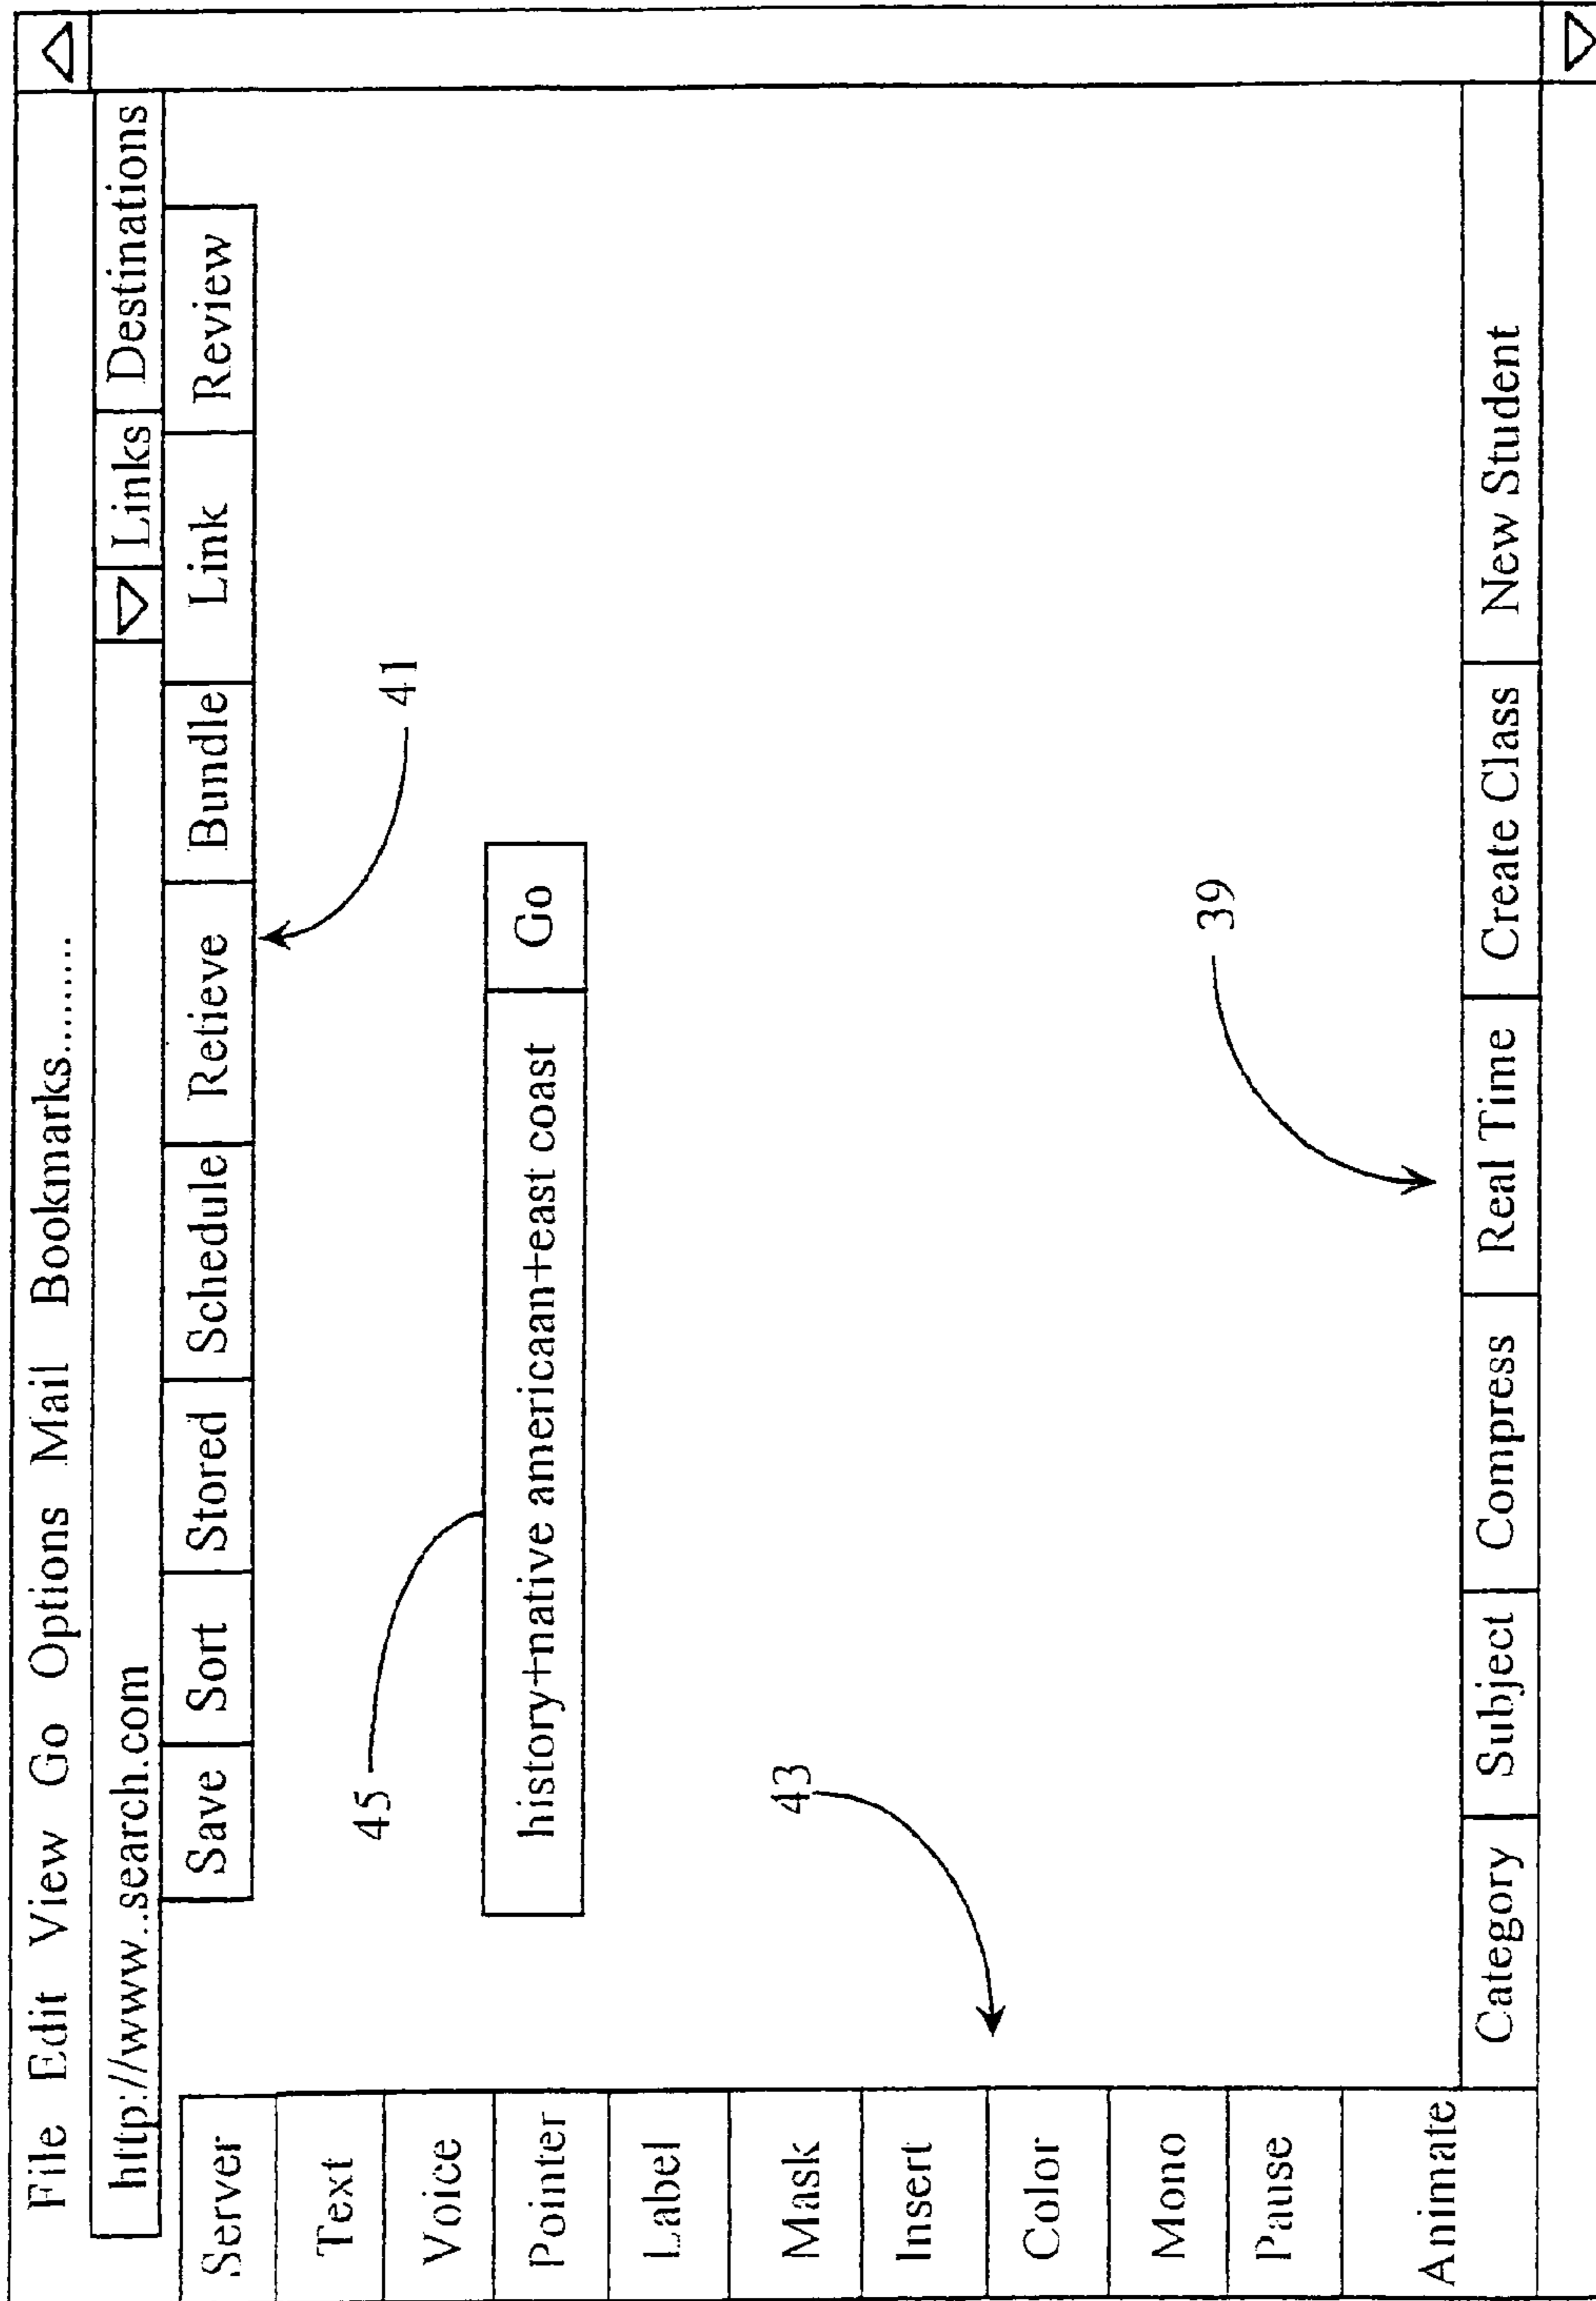 File Edit View Go Options Mail Bookmarks........
http://www..search.com Links Destinations
Save Sort Stored Schedule Retieve Bundle Link Review
41
45
history+native americaan+east coast Go
43
39
Server
Text
Voice
Pointer
Label
Mask
Insert
Color
Mono
Pause
Animate
Category Subject Compress Real Time Create Class New Student